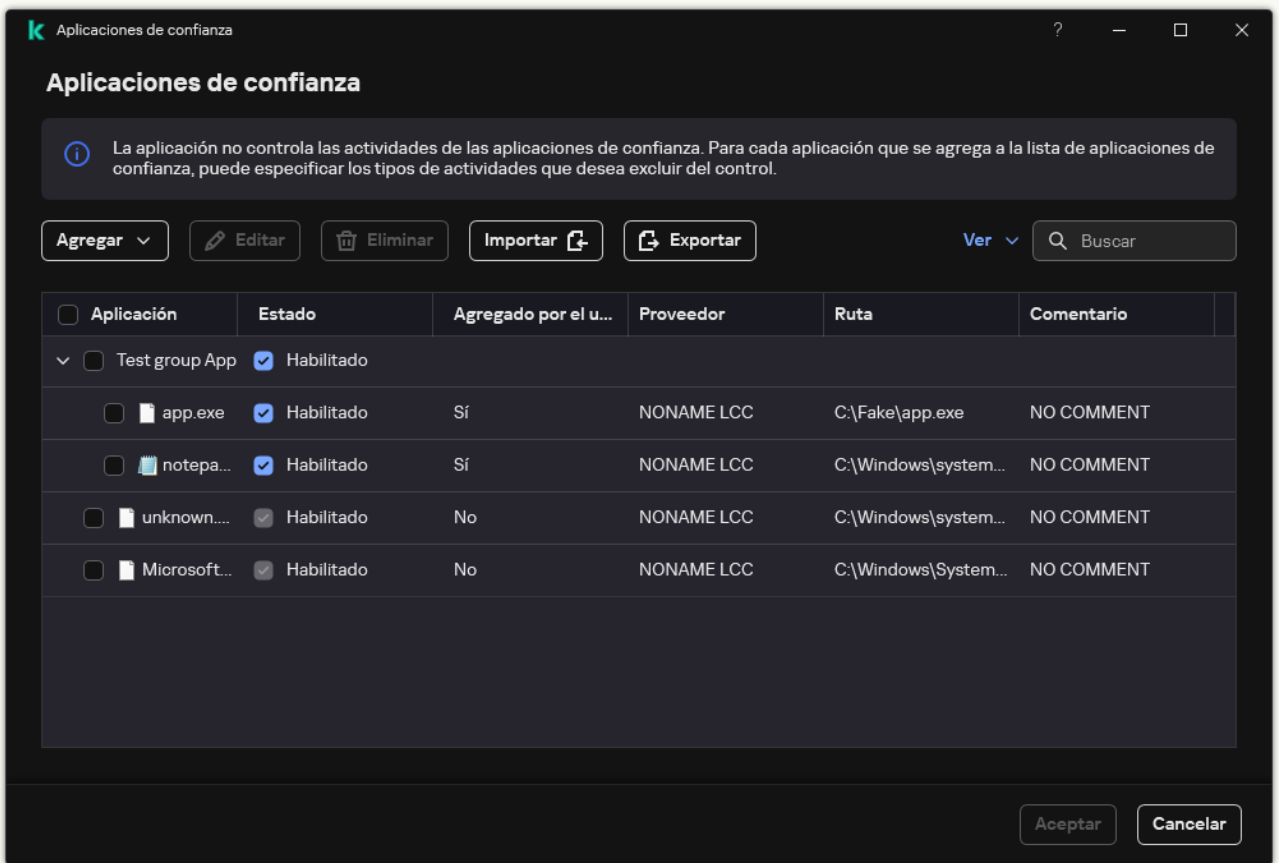 Aplicaciones de confianza
Aplicaciones de confianza
La aplicación no controla las actividades de las aplicaciones de confianza. Para cada aplicación que se agrega a la lista de aplicaciones de
confianza, puede especificar los tipos de actividades que desea excluir del control.
Agregar Editar Eliminar Importar Exportar Ver Buscar
Aplicación Estado Agregado por el u... Proveedor Ruta Comentario
Test group App Habilitado
app.exe Habilitado Sí NONAME LCC C:\Fake\app.exe NO COMMENT
notepa... Habilitado Sí NONAME LCC C:\Windows\system... NO COMMENT
unknown.... Habilitado No NONAME LCC C:\Windows\system... NO COMMENT
Microsoft... Habilitado No NONAME LCC C:\Windows\System... NO COMMENT
Aceptar Cancelar